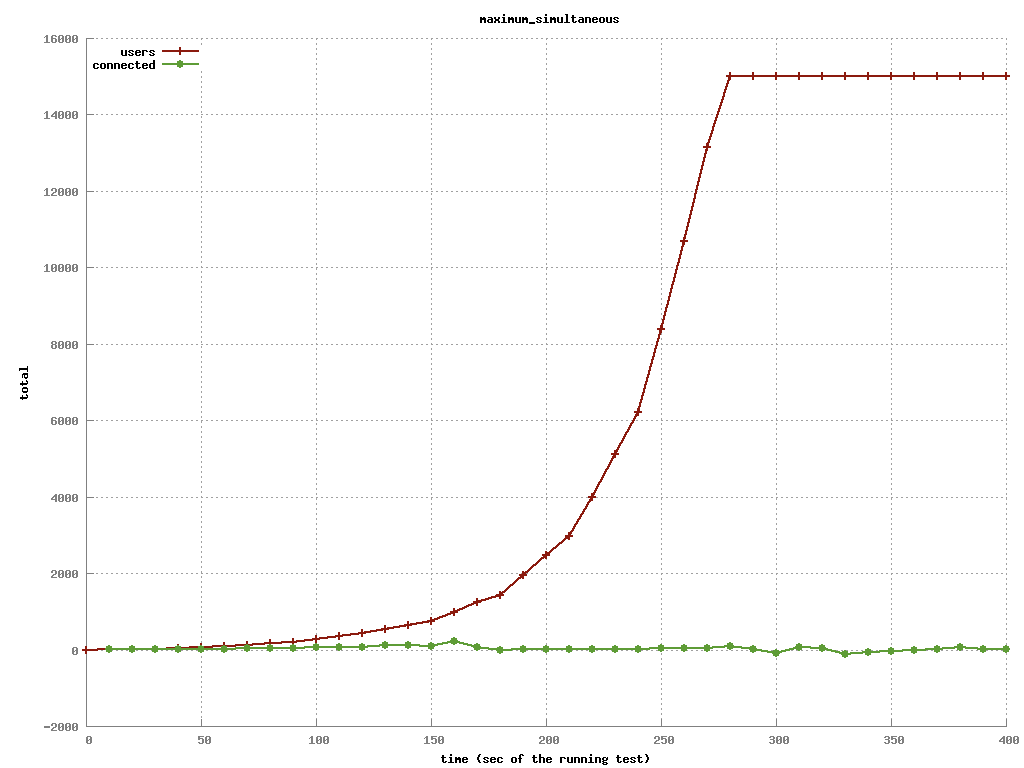 maximum_simultaneous
users
connected
16000
14000
12000
10000
8000
6000
4000
2000
0
-2000
total
0 50 100 150 200 250 300 350 400
time (sec of the running test)